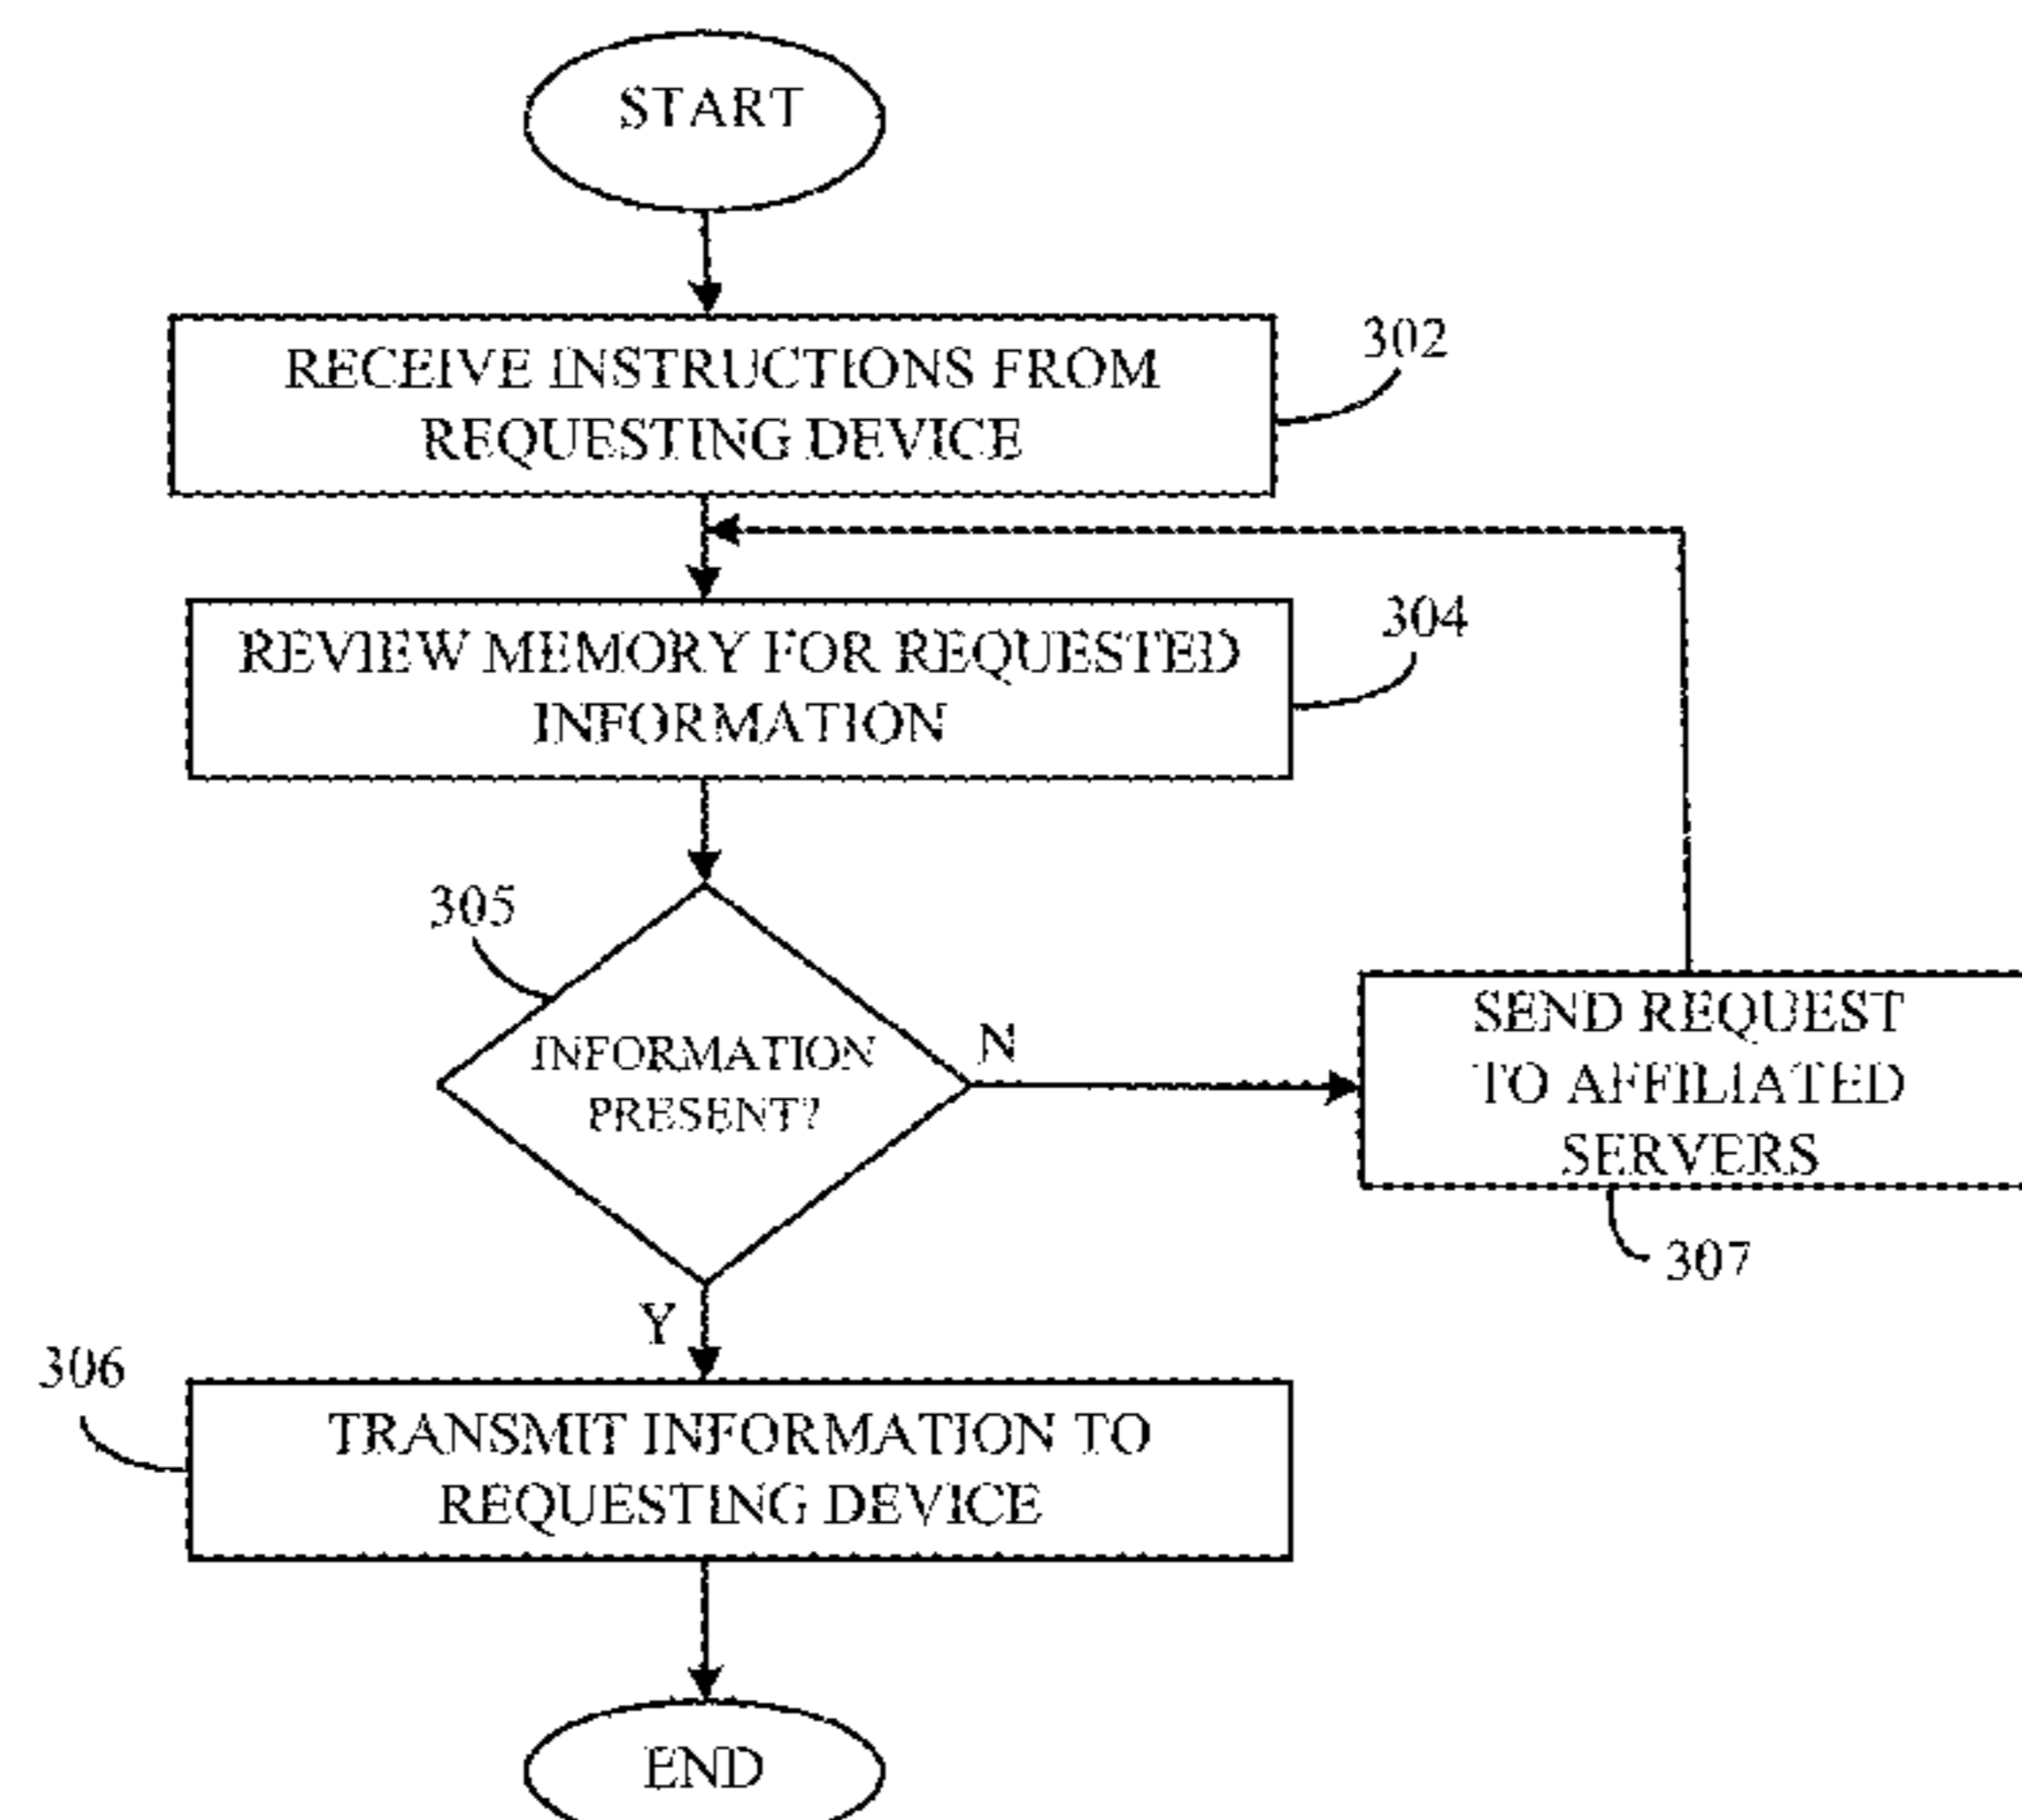 START
RECEIVE INSTRUCTIONS FROM
REQUESTING DEVICE
302
REVIEW MEMORY FOR REQUESTED
INFORMATION
304
305
INFORMATION
PRESENT?
N
SEND REQUEST
TO AFFILIATED
SERVERS
307
Y
306
TRANSMIT INFORMATION TO
REQUESTING DEVICE
END